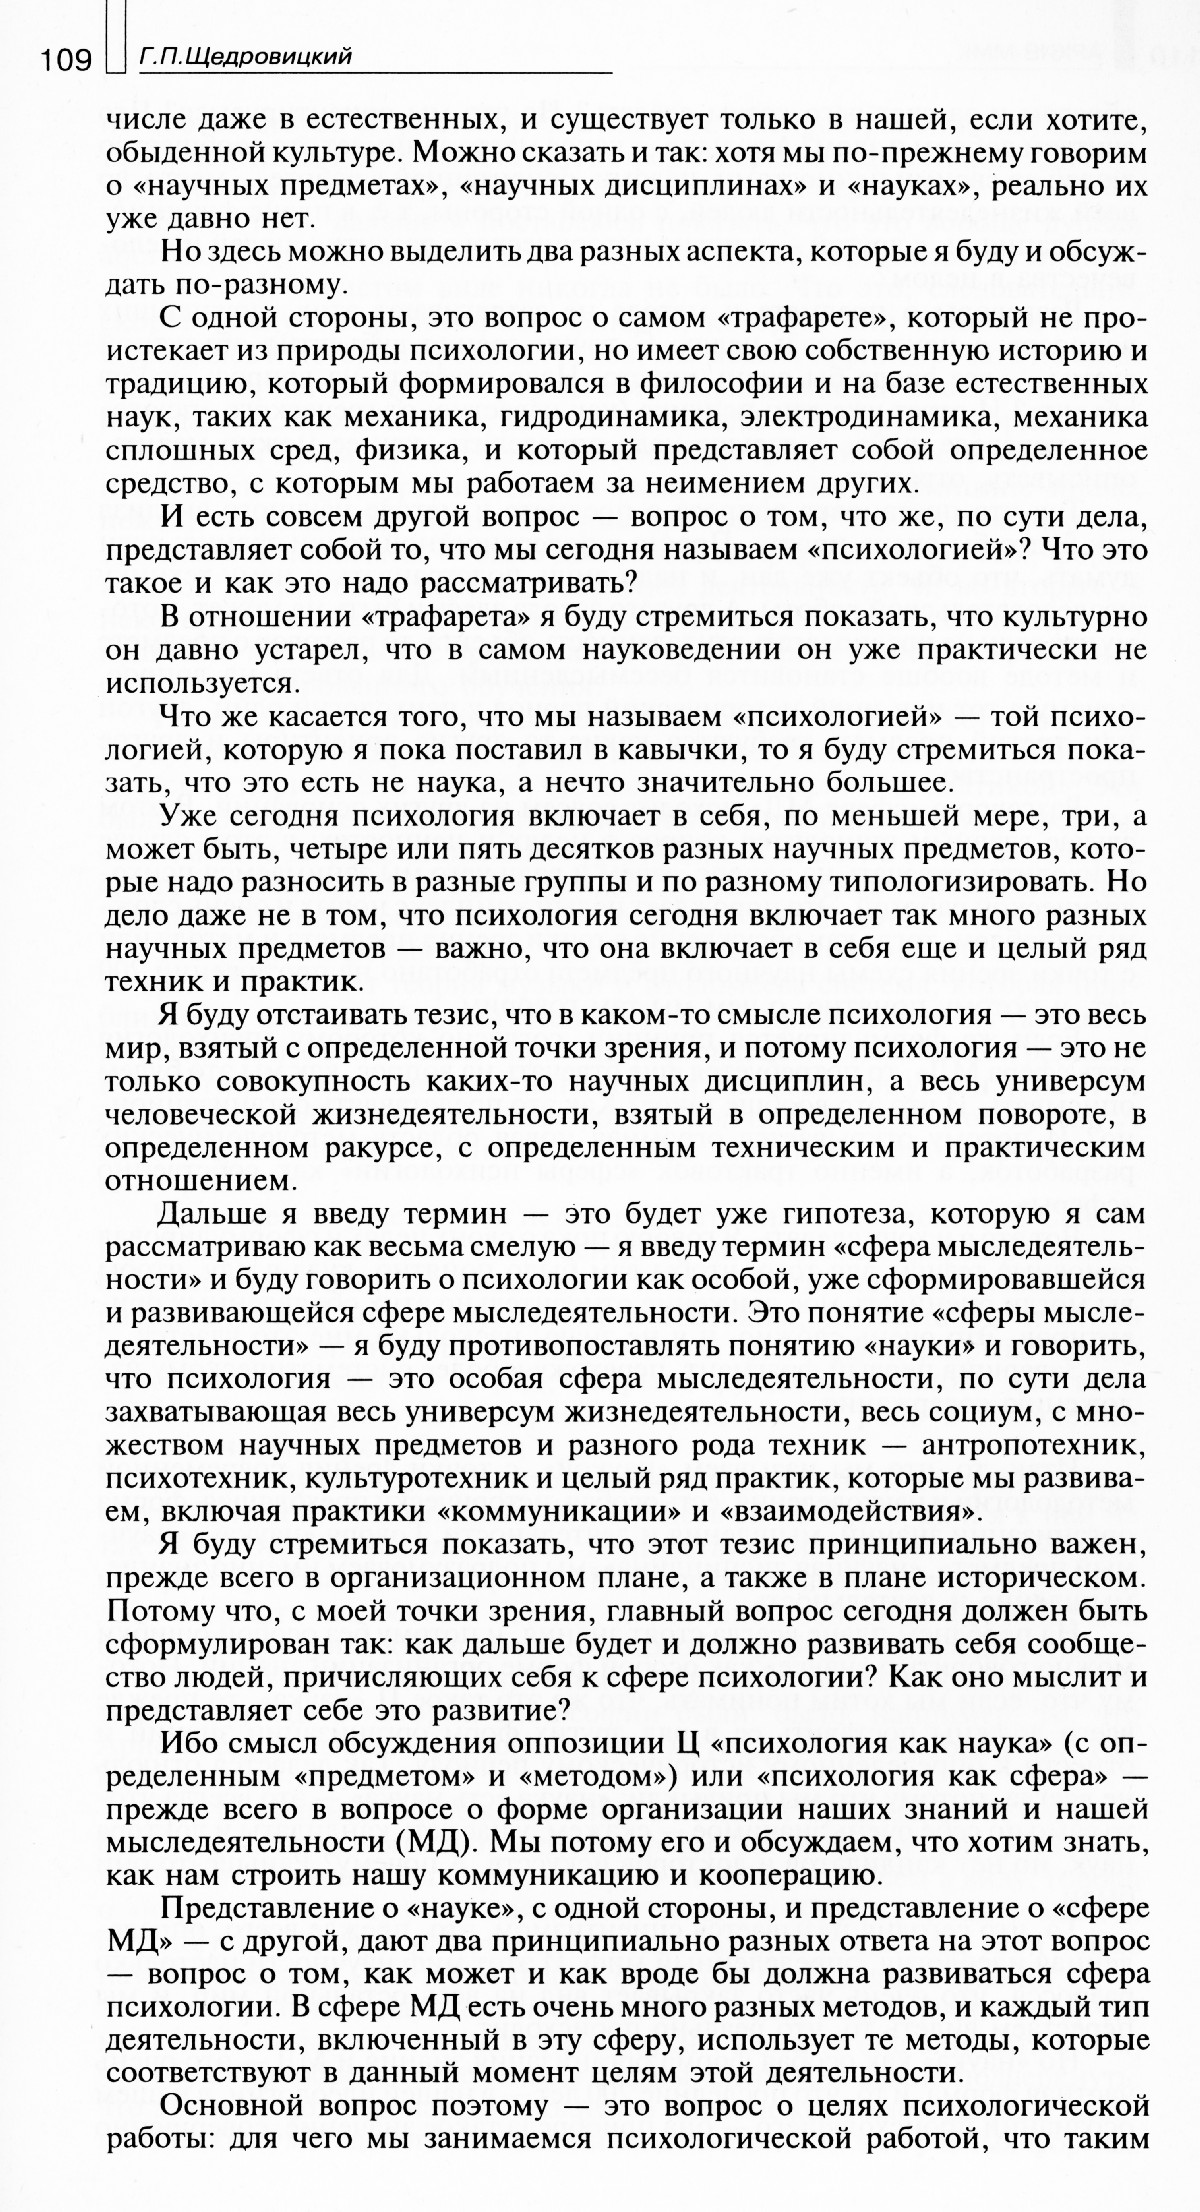 109 Г.П.Щедровицкий
числе даже в естественных, и существует только в нашей, если хотите,
обыденной культуре. Можно сказать и так: хотя мы по-прежнему говорим
о «научных предметах», «научных дисциплинах» и «науках», реально их
уже давно нет.
Но здесь можно выделить два разных аспекта, которые я буду и обсуж-
дать по-разному.
С одной стороны, это вопрос о самом «трафарете», который не про-
истекает из природы психологии, но имеет свою собственную историю и
традицию, который формировался в философии и на базе естественных
наук, таких как механика, гидродинамика, электродинамика, механика
сплошных сред, физика, и который представляет собой определенное
средство, с которым мы работаем за неимением других.
И есть совсем другой вопрос — вопрос о том, что же, по сути дела,
представляет собой то, что мы сегодня называем «психологией»? Что это
такое и как это надо рассматривать?
В отношении «трафарета» я буду стремиться показать, что культурно
он давно устарел, что в самом науковедении он уже практически не
используется.
Что же касается того, что мы называем «психологией» — той психо-
логией, которую я пока поставил в кавычки, то я буду стремиться пока-
зать, что это есть не наука, а нечто значительно большее.
Уже сегодня психология включает в себя, по меньшей мере, три, а
может быть, четыре или пять десятков разных научных предметов, кото-
рые надо разносить в разные группы и по разному типологизировать. Но
дело даже не в том, что психология сегодня включает так много разных
научных предметов — важно, что она включает в себя еще и целый ряд
техник и практик.
Я буду отстаивать тезис, что в каком-то смысле психология — это весь
мир, взятый с определенной точки зрения, и потому психология — это не
только совокупность каких-то научных дисциплин, а весь универсум
человеческой жизнедеятельности, взятый в определенном повороте, в
определенном ракурсе, с определенным техническим и практическим
отношением.
Дальше я введу термин — это будет уже гипотеза, которую я сам
рассматриваю как весьма смелую — я введу термин «сфера мыследеятель-
ности» и буду говорить о психологии как особой, уже сформировавшейся
и развивающейся сфере мыследеятельности. Это понятие «сферы мысле-
деятельности» — я буду противопоставлять понятию «науки» и говорить,
что психология — это особая сфера мыследеятельности, по сути дела
захватывающая весь универсум жизнедеятельности, весь социум, с мно-
жеством научных предметов и разного рода техник — антропотехник,
психотехник, культуротехник и целый ряд практик, которые мы развива-
ем, включая практики «коммуникации» и «взаимодействия».
Я буду стремиться показать, что этот тезис принципиально важен,
прежде всего в организационном плане, а также в плане историческом.
Потому что, с моей точки зрения, главный вопрос сегодня должен быть
сформулирован так: как дальше будет и должно развивать себя сообще-
ство людей, причисляющих себя к сфере психологии? Как оно мыслит и
представляет себе это развитие?
Ибо смысл обсуждения оппозиции Ц «психология как наука» (с оп-
ределенным «предметом» и «методом») или «психология как сфера» —
прежде всего в вопросе о форме организации наших знаний и нашей
мыследеятельности (МД). Мы потому его и обсуждаем, что хотим знать,
как нам строить нашу коммуникацию и кооперацию.
Представление о «науке», с одной стороны, и представление о «сфере
МД» — с другой, дают два принципиально разных ответа на этот вопрос
— вопрос о том, как может и как вроде бы должна развиваться сфера
психологии. В сфере МД есть очень много разных методов, и каждый тип
деятельности, включенный в эту сферу, использует те методы, которые
соответствуют в данный момент целям этой деятельности.
Основной вопрос поэтому — это вопрос о целях психологической
работы: для чего мы занимаемся психологической работой, что таким